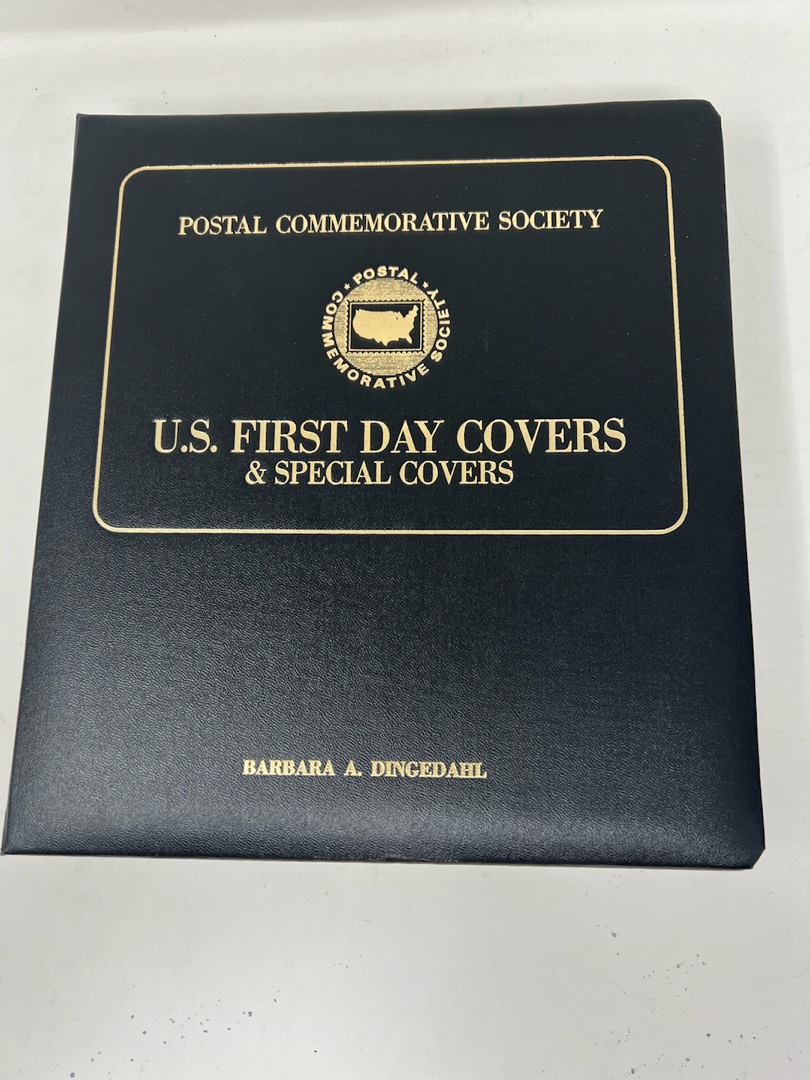 POSTAL COMMEMORATIVE SOCIETY
★ POSTAL ★
COMMEMORATIVE SOCIETY
U.S. FIRST DAY COVERS
& SPECIAL COVERS
BARBARA A. DINGEDAHL